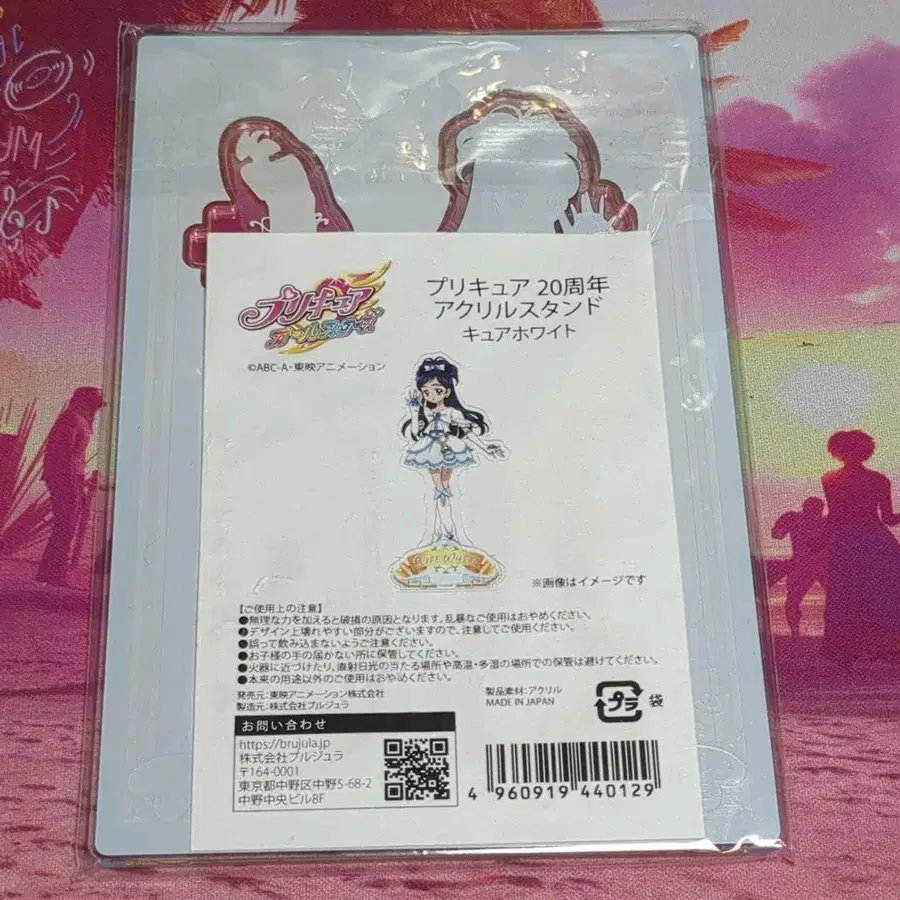 プリキュア
オールスターズ
©ABC-A・東映アニメーション
プリキュア 20周年
アクリルスタンド
キュアホワイト
※画像はイメージです
【ご使用上の注意】
●無理な力を加えると破損の原因となります。乱暴なご使用はおやめください。
●デザイン上壊れやすい部分がございますので、注意してご使用ください。
●誤って飲み込まないようご注意ください。
●お子様の手の届かない所に保管してください。
●火器に近づけたり、直射日光の当たる場所や高温・多湿の場所での保管は避けてください。
●本来の用途以外のご使用はおやめください。
発売元:東映アニメーション株式会社
製造元:株式会社ブルジュラ
製品素材:アクリル
MADE IN JAPAN
プラ 袋
お問い合わせ
https://brujula.jp
株式会社ブルジュラ
〒164-0001
東京都中野区中野5-68-2
中野中央ビル8F
4 960919 440129